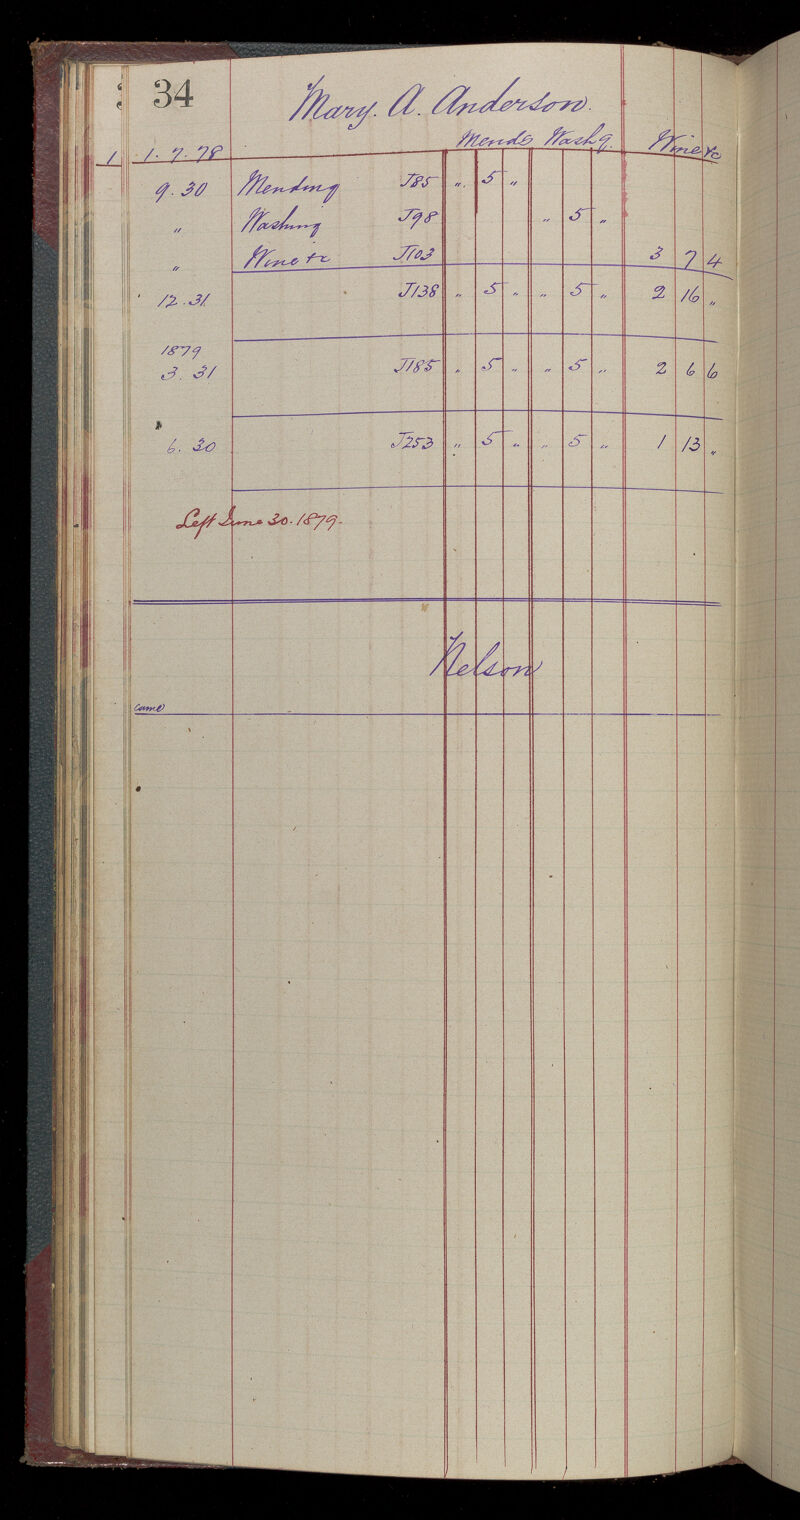 34 Mary. A. Anderson.
1 1.7.78 Mendg Washg. Wine &c
9.30 Mending J85 ,, 5 ,,
,, Washing J98 ,, 5 ,,
,, Wine &c J103 3 7 4
12.31 J138 ,, 5 ,, ,, 5 ,, 2 16 ,,
1879
3.31 J185 ,, 5 ,, ,, 5 ,, 2 6 6
6.30 J253 ,, 5 ,, ,, 5 ,, 1 13 ,,
Left June 30. 1879.
Nelson
Came